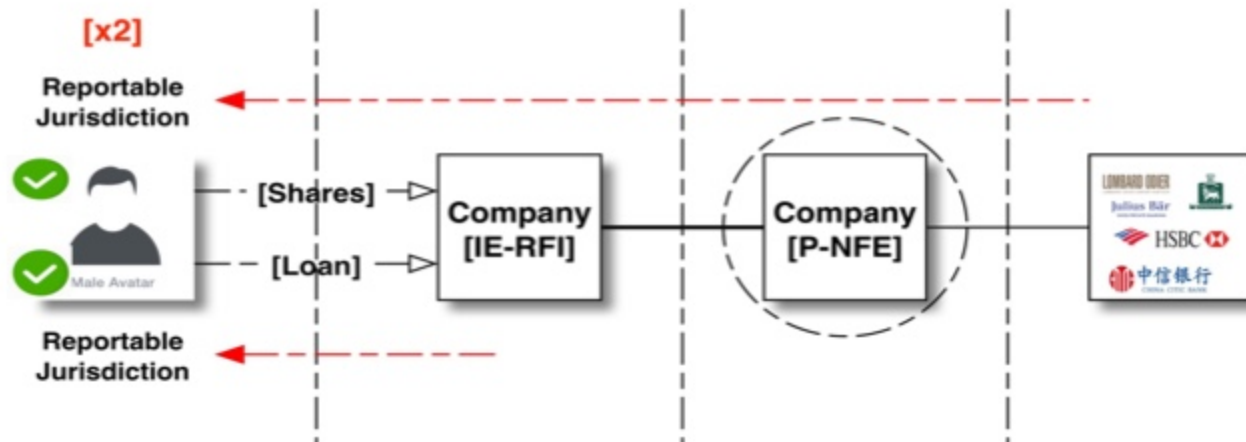 [x2]
Reportable
Jurisdiction
[Shares]
[Loan]
Male Avatar
Reportable
Jurisdiction
Company
[IE-RFI]
Company
[P-NFE]
LOMBARD ODIER
Julius Bär
HSBC
中信银行
CHINA CITIC BANK